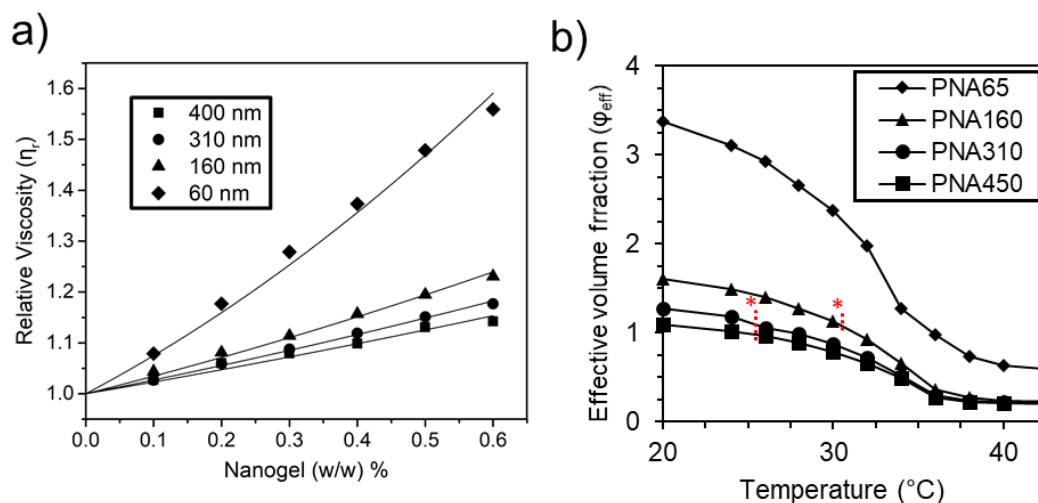 a)
Relative Viscosity (ηr)
1.6
1.5
1.4
1.3
1.2
1.1
1.0
400 nm
310 nm
160 nm
60 nm
0.0 0.1 0.2 0.3 0.4 0.5 0.6
Nanogel (w/w) %
b)
Effective volume frraction (φeff)
4
3
2
1
0
PNA65
PNA160
PNA310
PNA450
*
*
20 30 40
Temperature (°C)